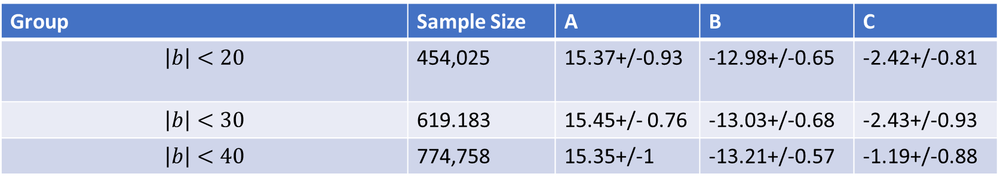 Group Sample Size A B C
|b| < 20 454,025 15.37+/-0.93 -12.98+/-0.65 -2.42+/-0.81
|b| < 30 619.183 15.45+/- 0.76 -13.03+/-0.68 -2.43+/-0.93
|b| < 40 774,758 15.35+/-1 -13.21+/-0.57 -1.19+/-0.88